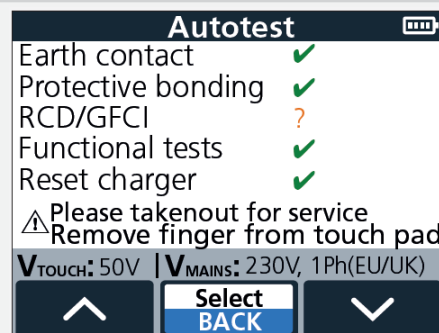 Autotest
Earth contact ✔
Protective bonding ✔
RCD/GFCI ?
Functional tests ✔
Reset charger ✔
⚠ Please takenout for service
Remove finger from touch pad
VTOUCH: 50V | VMAINS: 230V, 1Ph(EU/UK)
Select
BACK